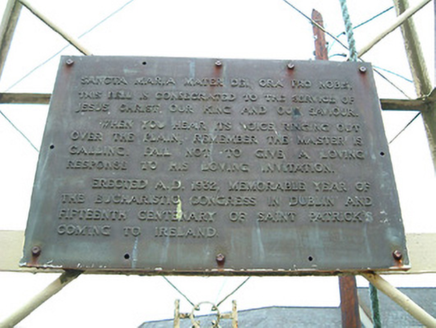 SANCTA MARIA MATER DEI, ORA PRO NOBIS,
THIS BELL IS CONSECRATED TO THE SERVICE OF
JESUS CHRIST OUR KING AND OUR SAVIOUR.
WHEN YOU HEAR ITS VOICE RINGING OUT
OVER THE PLAIN, REMEMBER THE MASTER IS
CALLING. FAIL NOT TO GIVE A LOVING
RESPONSE TO HIS LOVING INVITATION.
ERECTED A.D. 1932, MEMORABLE YEAR OF
THE EUCHARISTIC CONGRESS IN DUBLIN AND
FIFTEENTH CENTENARY OF SAINT PATRICK'S
COMING TO IRELAND.